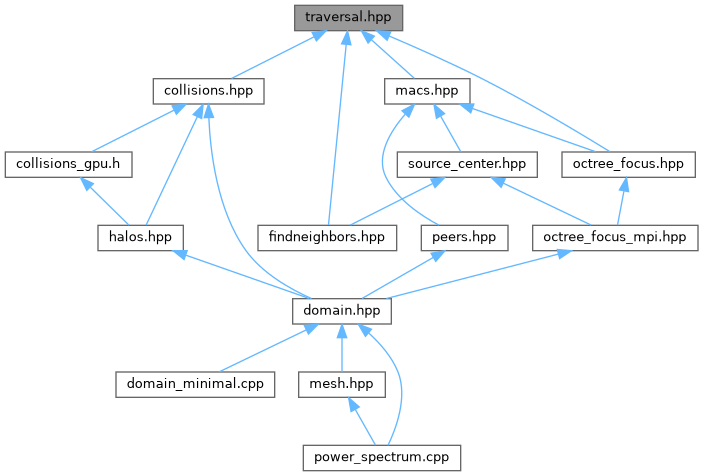 traversal.hpp
collisions.hpp
macs.hpp
collisions_gpu.h
source_center.hpp
octree_focus.hpp
halos.hpp
findneighbors.hpp
peers.hpp
octree_focus_mpi.hpp
domain.hpp
domain_minimal.cpp
mesh.hpp
power_spectrum.cpp